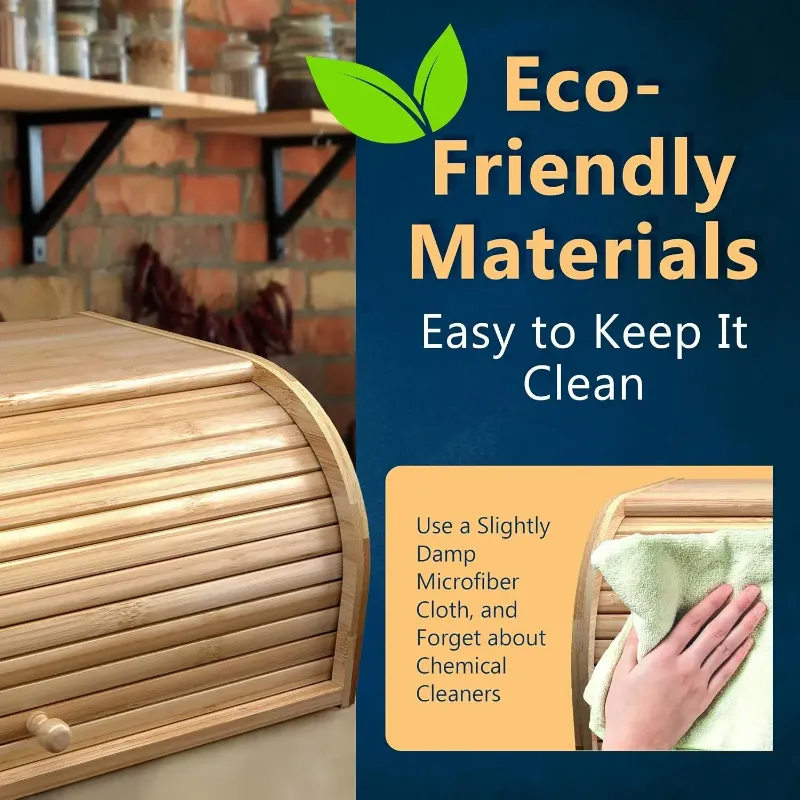 Eco-
Friendly
Materials
Easy to Keep It
Clean
Use a Slightly
Damp
Microfiber
Cloth, and
Forget about
Chemical
Cleaners